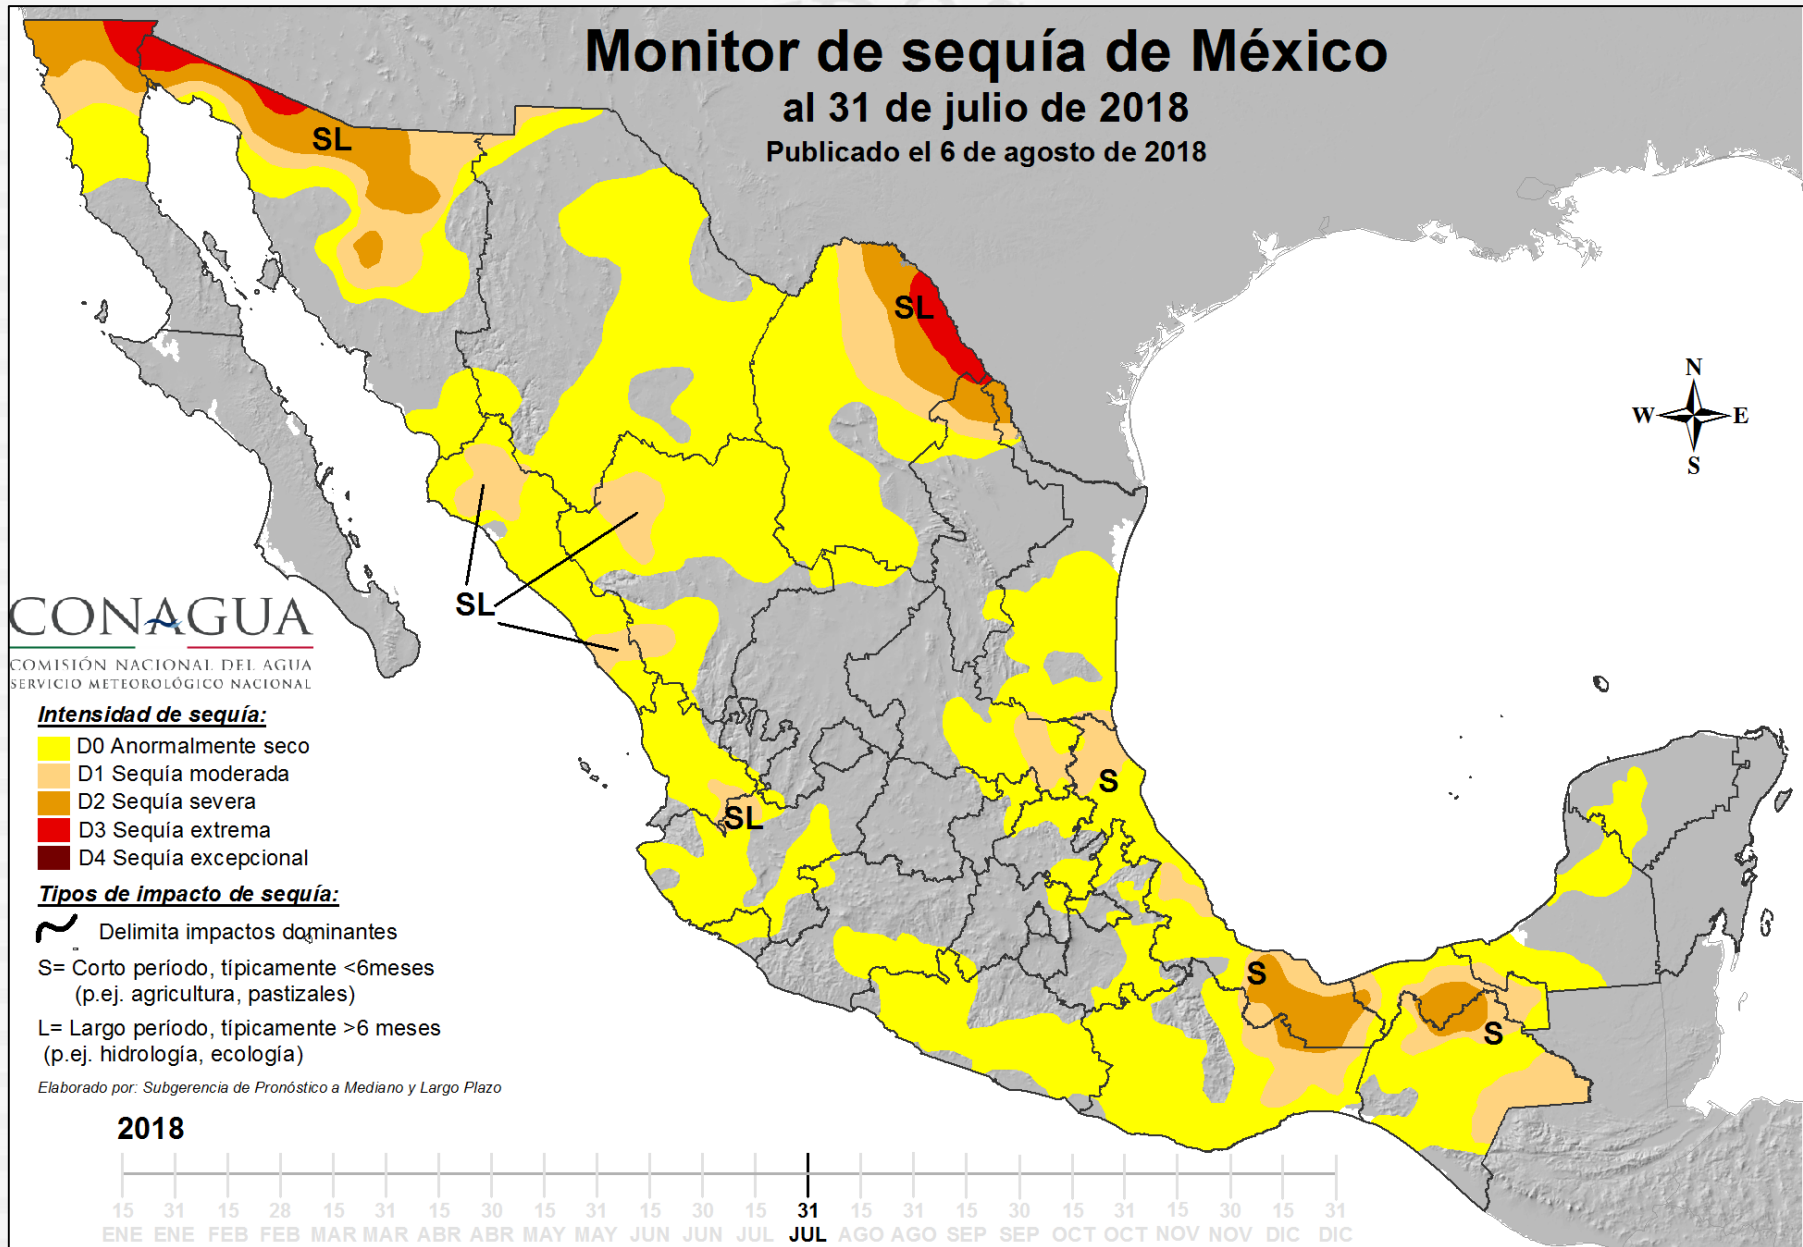 Monitor de sequía de México
al 31 de julio de 2018
Publicado el 6 de agosto de 2018
SL
SL
SL
SL
S
S
S
N
W
E
S
CONAGUA
COMISIÓN NACIONAL DEL AGUA
SERVICIO METEOROLÓGICO NACIONAL
Intensidad de sequía:
D0 Anormalmente seco
D1 Sequía moderada
D2 Sequía severa
D3 Sequía extrema
D4 Sequía excepcional
Tipos de impacto de sequía:
Delimita impactos dominantes
S= Corto período, típicamente <6meses
(p.ej. agricultura, pastizales)
L= Largo período, típicamente >6 meses
(p.ej. hidrología, ecología)
Elaborado por: Subgerencia de Pronóstico a Mediano y Largo Plazo
2018
15 31 15 28 15 31 15 30 15 31 15 30 15 31 15 31 15 30 15 31 15 30 15 31
ENE ENE FEB FEB MAR MAR ABR ABR MAY MAY JUN JUN JUL JUL AGO AGO SEP SEP OCT OCT NOV NOV DIC DIC